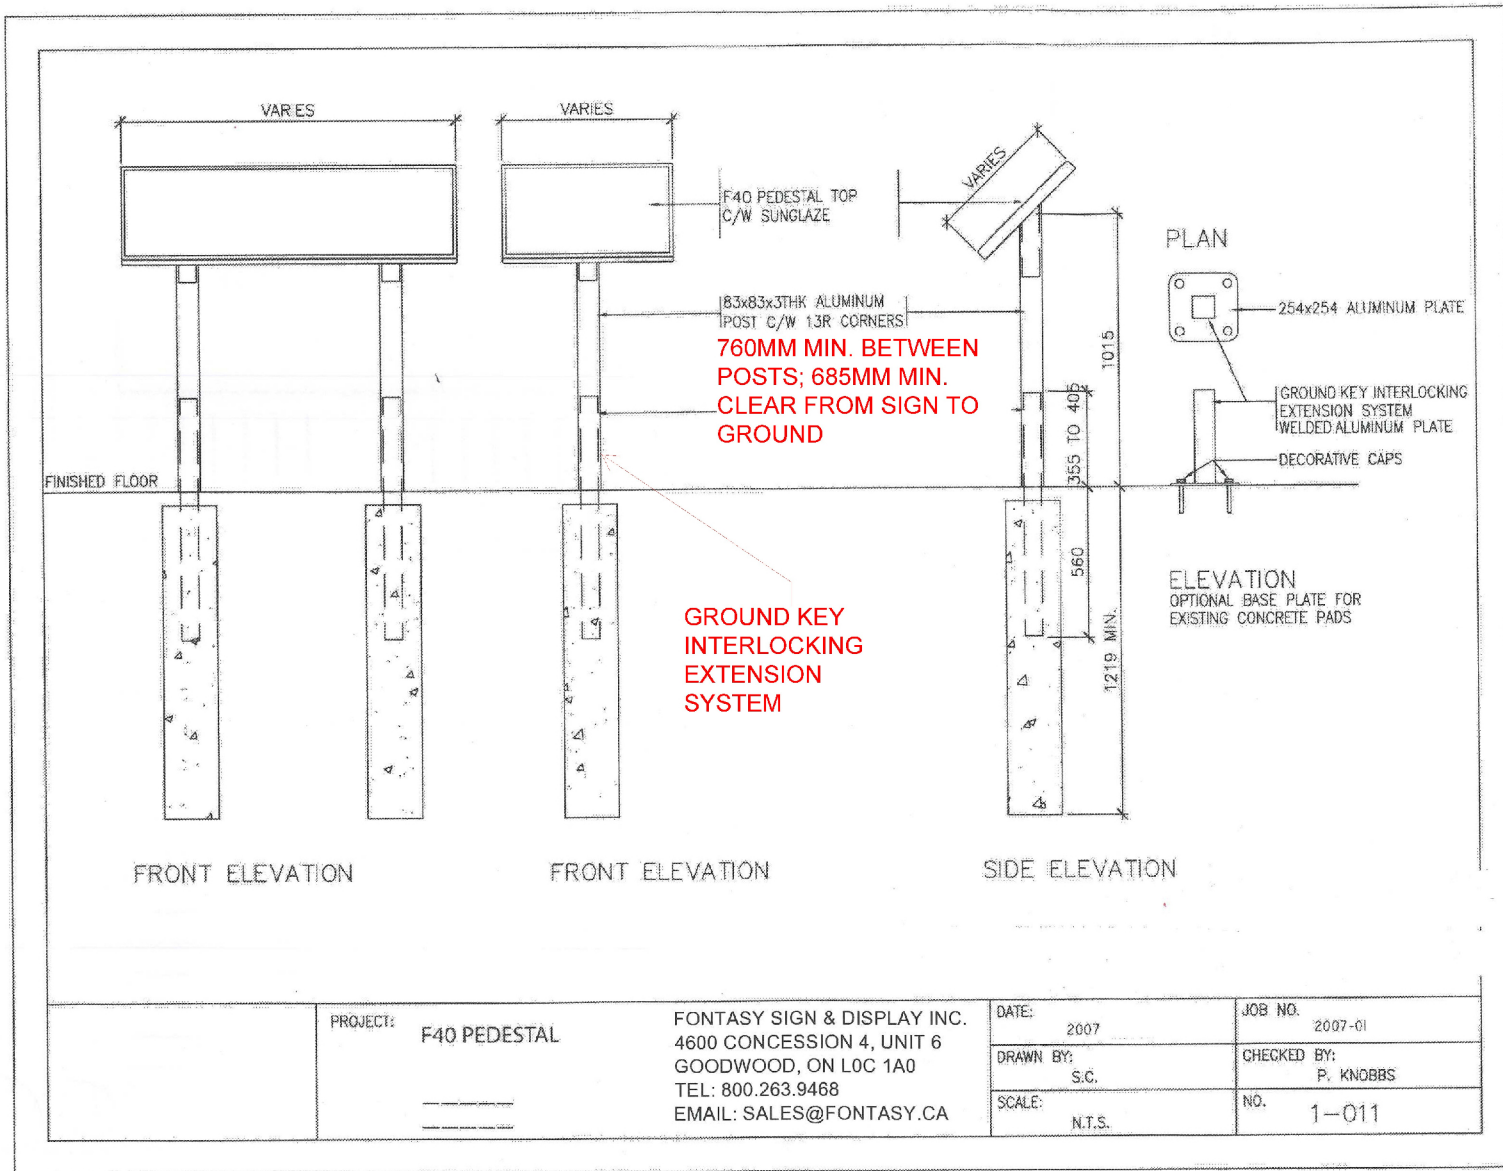 VARIES
VARIES
VARIES
F40 PEDESTAL TOP
C/W SUNGLAZE
PLAN
254x254 ALUMINUM PLATE
83x83x3THK ALUMINUM
POST C/W 13R CORNERS
760MM MIN. BETWEEN
POSTS; 685MM MIN.
CLEAR FROM SIGN TO
GROUND
1015
355 TO 405
GROUND KEY INTERLOCKING
EXTENSION SYSTEM
WELDED ALUMINUM PLATE
DECORATIVE CAPS
FINISHED FLOOR
560
1219 MIN.
ELEVATION
OPTIONAL BASE PLATE FOR
EXISTING CONCRETE PADS
GROUND KEY
INTERLOCKING
EXTENSION
SYSTEM
FRONT ELEVATION
FRONT ELEVATION
SIDE ELEVATION
PROJECT:
F40 PEDESTAL
FONTASY SIGN & DISPLAY INC.
4600 CONCESSION 4, UNIT 6
GOODWOOD, ON L0C 1A0
TEL: 800.263.9468
EMAIL: SALES@FONTASY.CA
DATE:
2007
JOB NO.
2007-01
DRAWN BY:
S.C.
CHECKED BY:
P. KNOBBS
SCALE:
N.T.S.
NO.
1-011